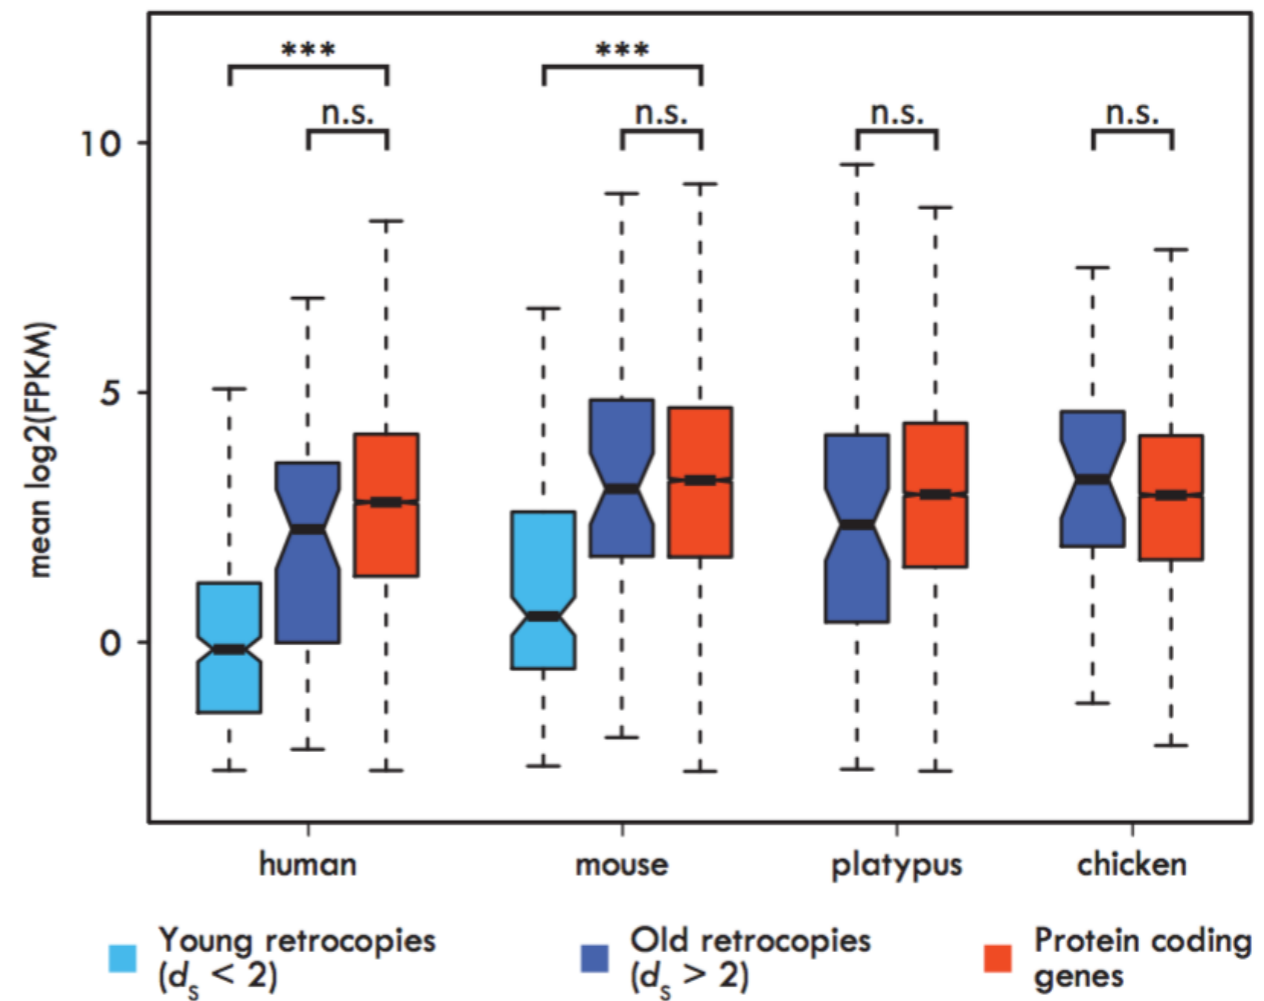 *** ***
n.s. n.s. n.s. n.s.
10
5
0
mean log2(FPKM)
human mouse platypus chicken
Young retrocopies
(ds < 2)
Old retrocopies
(ds > 2)
Protein coding
genes